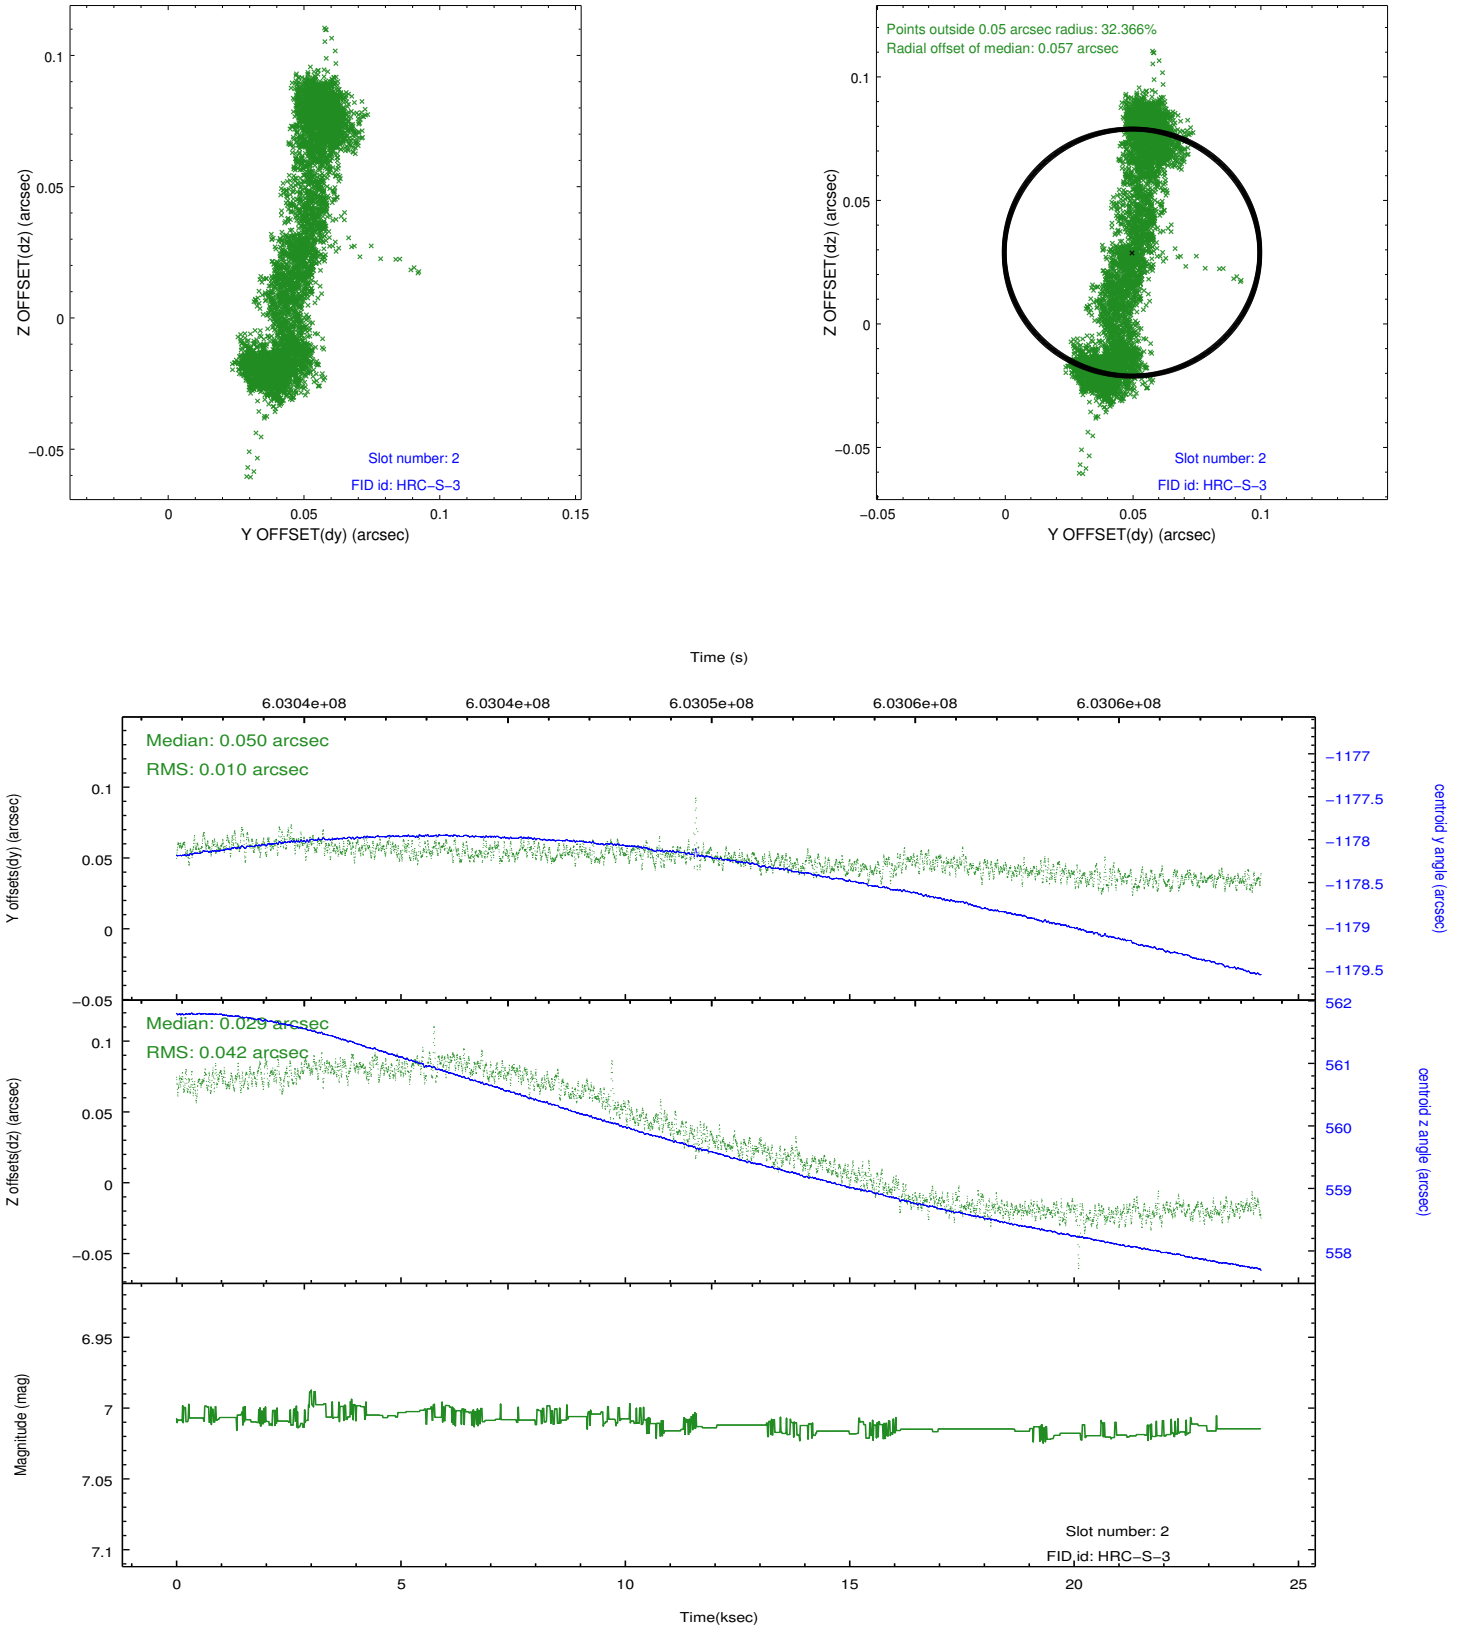 0.1
0.05
0
−0.05
Z OFFSET(dz) (arcsec)
Slot number: 2
FID id: HRC−S−3
0
0.05
0.1
0.15
Y OFFSET(dy) (arcsec)
Points outside 0.05 arcsec radius: 32.366%
Radial offset of median: 0.057 arcsec
0.1
0.05
0
−0.05
Z OFFSET(dz) (arcsec)
Slot number: 2
FID id: HRC−S−3
−0.05
0
0.05
0.1
Y OFFSET(dy) (arcsec)
Time (s)
6.0304e+08
6.0304e+08
6.0305e+08
6.0306e+08
6.0306e+08
Median: 0.050 arcsec
RMS: 0.010 arcsec
0.1
0.05
0
−0.05
Y offsets(dy) (arcsec)
−1177
−1177.5
−1178
−1178.5
−1179
−1179.5
centroid y angle (arcsec)
Median: 0.029 arcsec
RMS: 0.042 arcsec
0.1
0.05
0
−0.05
Z offsets(dz) (arcsec)
562
561
560
559
558
centroid z angle (arcsec)
6.95
7
7.05
7.1
Magnitude (mag)
Slot number: 2
FID id: HRC−S−3
0
5
10
15
20
25
Time(ksec)